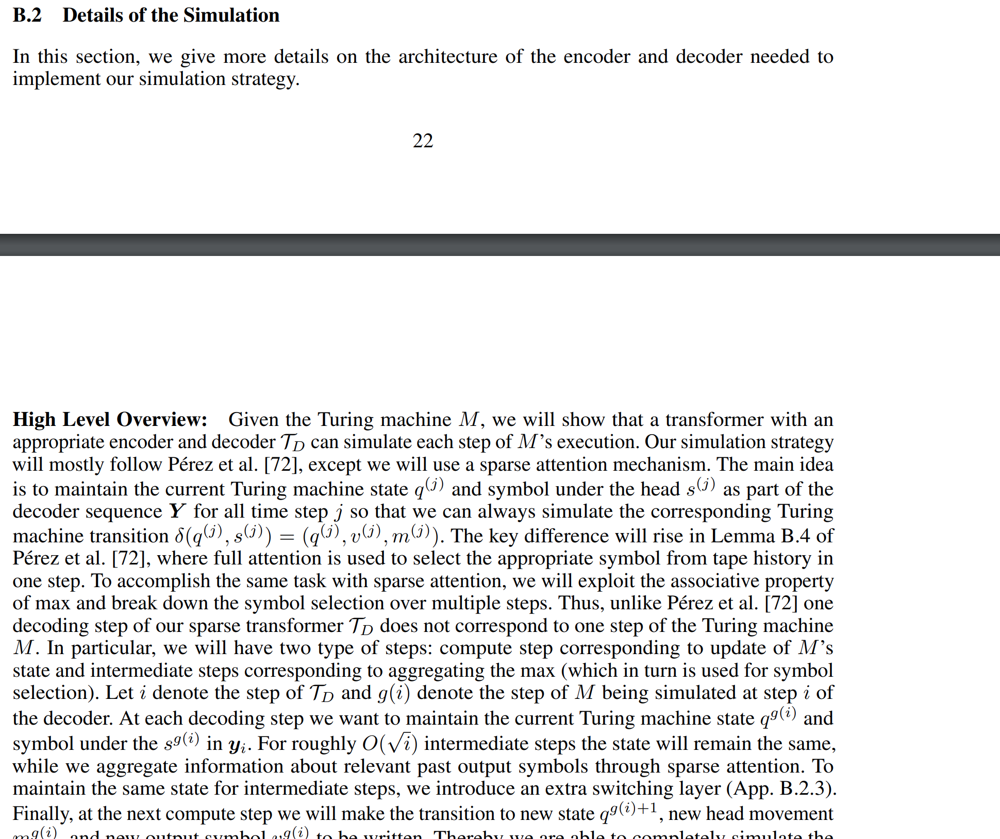 B.2 Details of the Simulation
In this section, we give more details on the architecture of the encoder and decoder needed to
implement our simulation strategy.
22
High Level Overview: Given the Turing machine M, we will show that a transformer with an
appropriate encoder and decoder 𝒯_D can simulate each step of M's execution. Our simulation strategy
will mostly follow Pérez et al. [72], except we will use a sparse attention mechanism. The main idea
is to maintain the current Turing machine state q^(j) and symbol under the head s^(j) as part of the
decoder sequence Y for all time step j so that we can always simulate the corresponding Turing
machine transition δ(q^(j), s^(j)) = (q^(j), v^(j), m^(j)). The key difference will rise in Lemma B.4 of
Pérez et al. [72], where full attention is used to select the appropriate symbol from tape history in
one step. To accomplish the same task with sparse attention, we will exploit the associative property
of max and break down the symbol selection over multiple steps. Thus, unlike Pérez et al. [72] one
decoding step of our sparse transformer 𝒯_D does not correspond to one step of the Turing machine
M. In particular, we will have two type of steps: compute step corresponding to update of M's
state and intermediate steps corresponding to aggregating the max (which in turn is used for symbol
selection). Let i denote the step of 𝒯_D and g(i) denote the step of M being simulated at step i of
the decoder. At each decoding step we want to maintain the current Turing machine state q^g(i) and
symbol under the s^g(i) in y_i. For roughly O(√i) intermediate steps the state will remain the same,
while we aggregate information about relevant past output symbols through sparse attention. To
maintain the same state for intermediate steps, we introduce an extra switching layer (App. B.2.3).
Finally, at the next compute step we will make the transition to new state q^g(i)+1, new head movement
m^g(i), and new output symbol v^g(i) to be written. Thereby we are able to completely simulate the